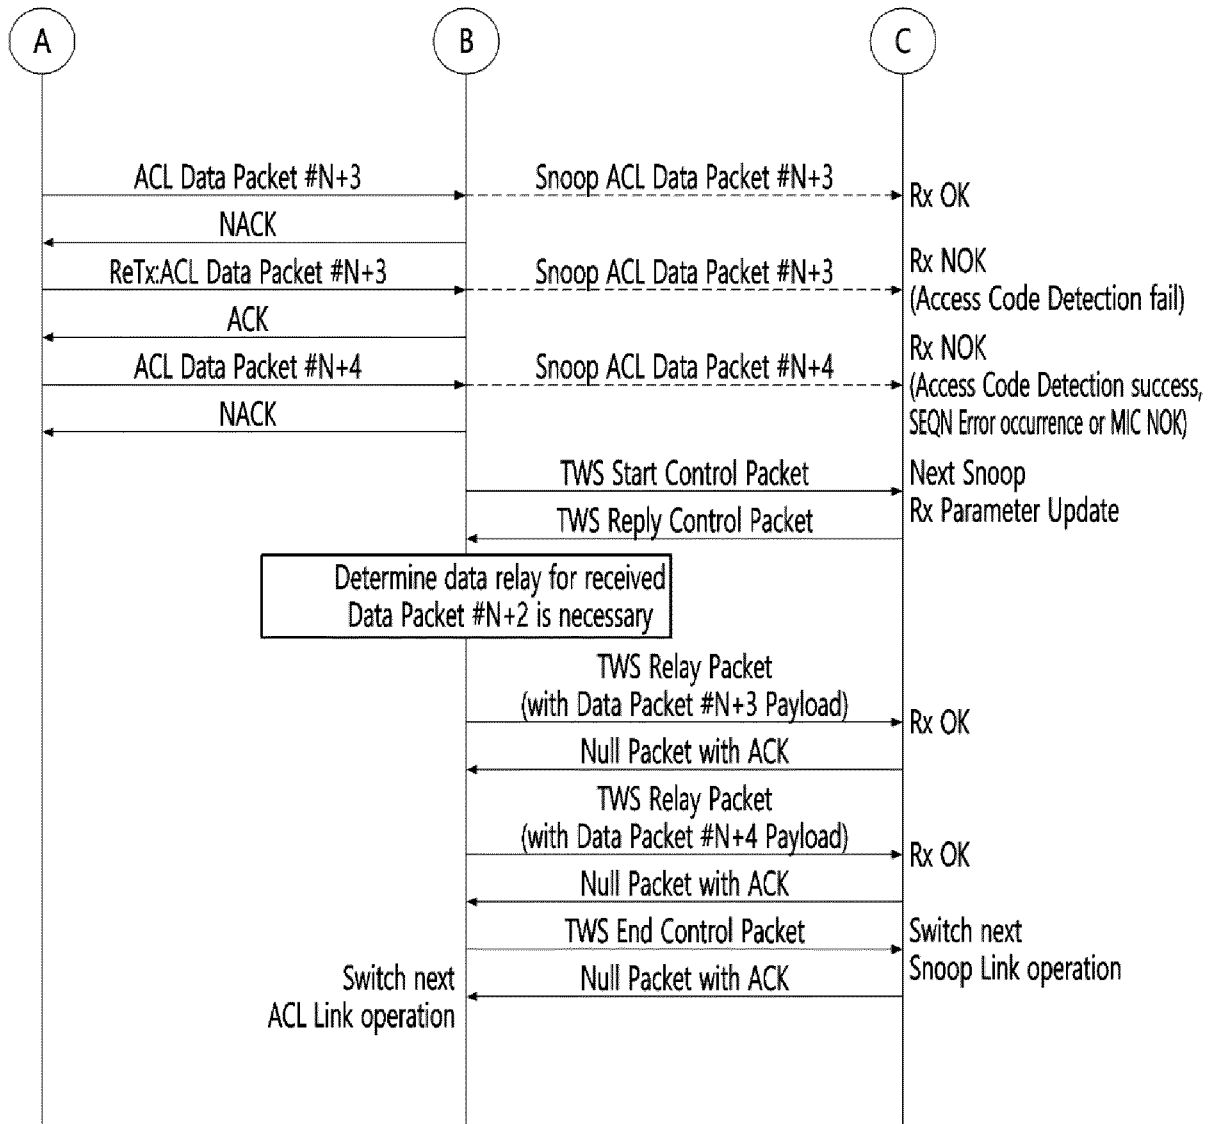 A
B
C
ACL Data Packet #N+3
Snoop ACL Data Packet #N+3
Rx OK
NACK
ReTx:ACL Data Packet #N+3
Snoop ACL Data Packet #N+3
Rx NOK
(Access Code Detection fail)
ACK
ACL Data Packet #N+4
Snoop ACL Data Packet #N+4
Rx NOK
(Access Code Detection success,
SEQN Error occurrence or MIC NOK)
NACK
TWS Start Control Packet
Next Snoop
Rx Parameter Update
TWS Reply Control Packet
Determine data relay for received
Data Packet #N+2 is necessary
TWS Relay Packet
(with Data Packet #N+3 Payload)
Rx OK
Null Packet with ACK
TWS Relay Packet
(with Data Packet #N+4 Payload)
Rx OK
Null Packet with ACK
TWS End Control Packet
Switch next
Snoop Link operation
Switch next
ACL Link operation
Null Packet with ACK